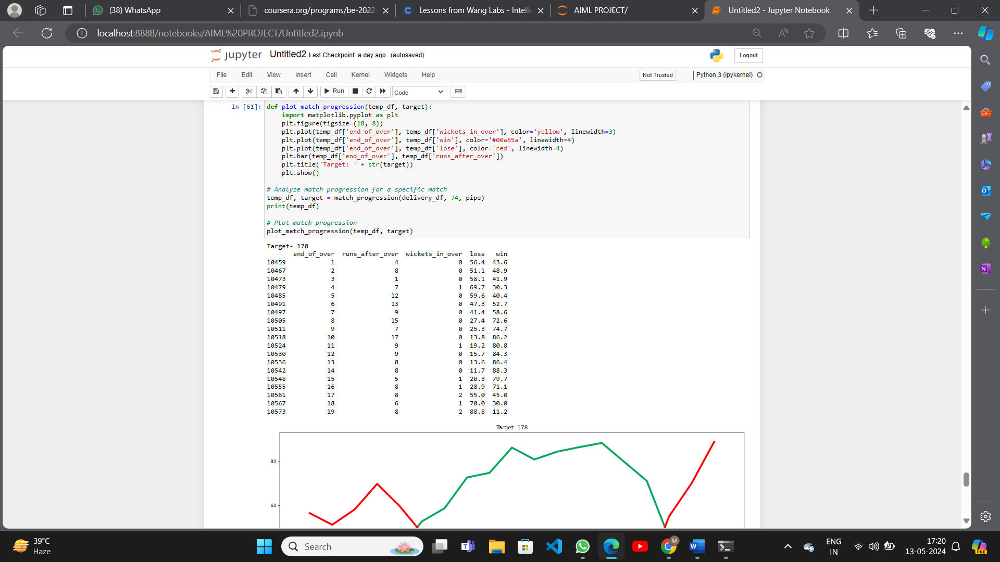 (38) WhatsApp
coursera.org/programs/be-2022-
Lessons from Wang Labs - Intelle
AIML PROJECT/
Untitled2 - Jupyter Notebook
localhost:8888/notebooks/AIML%20PROJECT/Untitled2.ipynb
jupyter Untitled2 Last Checkpoint: a day ago (autosaved)
Logout
File Edit View Insert Cell Kernel Widgets Help
Not Trusted
Python 3 (ipykernel)
Run
Code
In [61]:
def plot_match_progression(temp_df, target):
    import matplotlib.pyplot as plt
    plt.figure(figsize=(18, 8))
    plt.plot(temp_df['end_of_over'], temp_df['wickets_in_over'], color='yellow', linewidth=3)
    plt.plot(temp_df['end_of_over'], temp_df['win'], color='#00a65a', linewidth=4)
    plt.plot(temp_df['end_of_over'], temp_df['lose'], color='red', linewidth=4)
    plt.bar(temp_df['end_of_over'], temp_df['runs_after_over'])
    plt.title('Target: ' + str(target))
    plt.show()
# Analyze match progression for a specific match
temp_df, target = match_progression(delivery_df, 74, pipe)
print(temp_df)
# Plot match progression
plot_match_progression(temp_df, target)
Target- 178
end_of_over runs_after_over wickets_in_over lose win
10459 1 4 0 56.4 43.6
10467 2 8 0 51.1 48.9
10473 3 1 0 58.1 41.9
10479 4 7 1 69.7 30.3
10485 5 12 0 59.6 40.4
10491 6 13 0 47.3 52.7
10497 7 9 0 41.4 58.6
10505 8 15 0 27.4 72.6
10511 9 7 0 25.3 74.7
10518 10 17 0 13.8 86.2
10524 11 9 1 19.2 80.8
10530 12 9 0 15.7 84.3
10536 13 8 0 13.6 86.4
10542 14 8 0 11.7 88.3
10548 15 5 1 20.3 79.7
10555 16 8 1 28.9 71.1
10561 17 8 2 55.0 45.0
10567 18 6 1 70.0 30.0
10573 19 8 2 88.8 11.2
Target: 178
80
60
39°C
Haze
Search
M
ENG
IN
17:20
13-05-2024
PRE